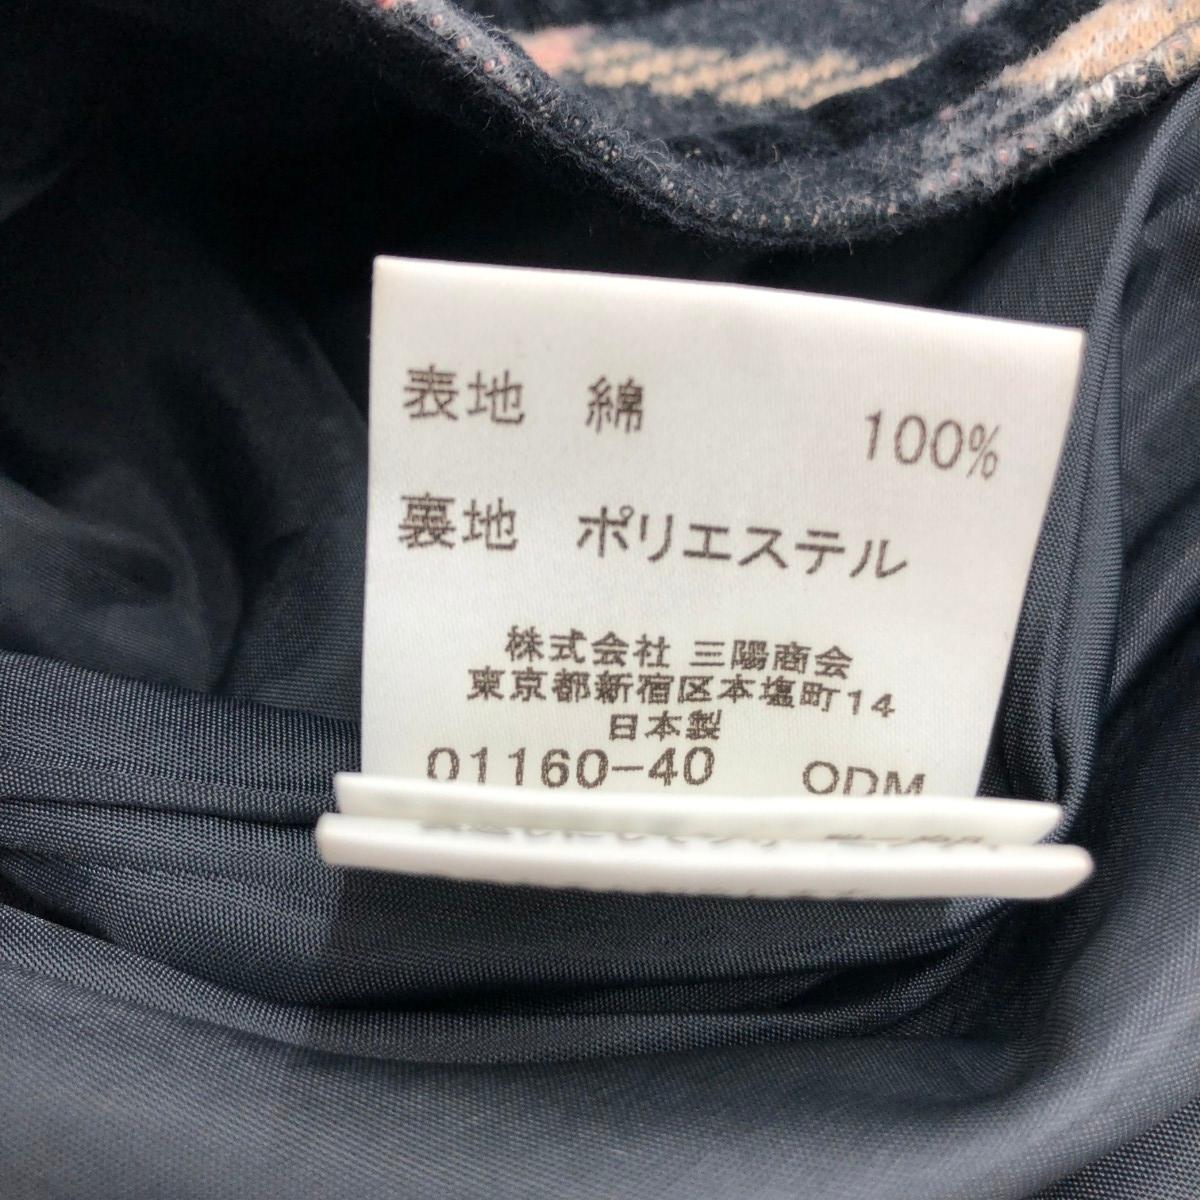 表地 綿 100%
裏地 ポリエステル
株式会社 三陽商会
東京都新宿区本塩町14
日本製
01160-40 ODM